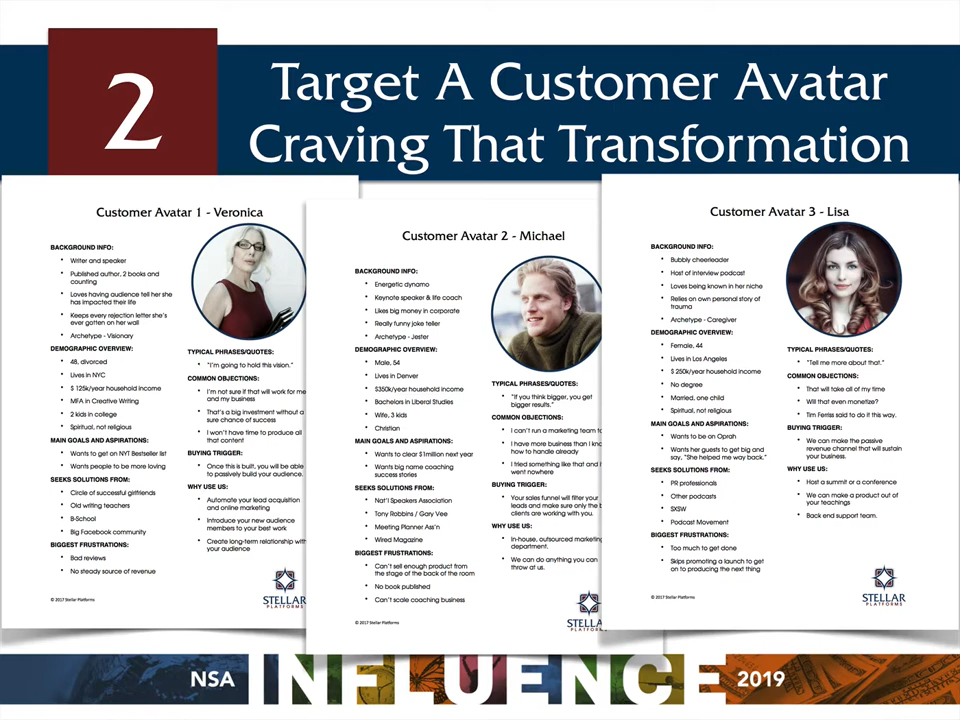 2
Target A Customer Avatar
Craving That Transformation
Customer Avatar 1 - Veronica
BACKGROUND INFO:
• Writer and speaker
• Published author, 2 books and
counting
• Loves having audience tell her she
has impacted their life
• Keeps every rejection letter she's
ever gotten on her wall
• Archetype - Visionary
DEMOGRAPHIC OVERVIEW:
• 48, divorced
• Lives in NYC
• $ 125k/year household income
• MFA in Creative Writing
• 2 kids in college
• Spiritual, not religious
MAIN GOALS AND ASPIRATIONS:
• Wants to get on NYT Bestseller list
• Wants people to be more loving
SEEKS SOLUTIONS FROM:
• Circle of successful girlfriends
• Old writing teachers
• B-School
• Big Facebook community
BIGGEST FRUSTRATIONS:
• Bad reviews
• No steady source of revenue
© 2017 Stellar Platforms
TYPICAL PHRASES/QUOTES:
• "I'm going to hold this vision."
COMMON OBJECTIONS:
• I'm not sure if that will work for me
and my business
• That's a big investment without a
sure chance of success
• I won't have time to produce all
that content
BUYING TRIGGER:
• Once this is built, you will be able
to passively build your audience.
WHY USE US:
• Automate your lead acquisition
and online marketing
• Introduce your new audience
members to your best work
• Create long-term relationship with
your audience
STELLAR
PLATFORMS
Customer Avatar 2 - Michael
BACKGROUND INFO:
• Energetic dynamo
• Keynote speaker & life coach
• Likes big money in corporate
• Really funny joke teller
• Archetype - Jester
DEMOGRAPHIC OVERVIEW:
• Male, 54
• Lives in Denver
• $350k/year household income
• Bachelors in Liberal Studies
• Wife, 3 kids
• Christian
MAIN GOALS AND ASPIRATIONS:
• Wants to clear $1million next year
• Wants big name coaching
success stories
SEEKS SOLUTIONS FROM:
• Nat'l Speakers Association
• Tony Robbins / Gary Vee
• Meeting Planner Ass'n
• Wired Magazine
BIGGEST FRUSTRATIONS:
• Can't sell enough product from
the stage of the back of the room
• No book published
• Can't scale coaching business
© 2017 Stellar Platforms
TYPICAL PHRASES/QUOTES:
• "If you think bigger, you get
bigger results."
COMMON OBJECTIONS:
• I can't run a marketing team
• I have more business than I
how to handle already
• I tried something like that and
went nowhere
BUYING TRIGGER:
• Your sales funnel will filter your
leads and make sure only the
clients are working with you.
WHY USE US:
• In-house, outsourced marketing
department.
• We can do anything you can
throw at us.
STELLA
PLATFORMS
Customer Avatar 3 - Lisa
BACKGROUND INFO:
• Bubbly cheerleader
• Host of interview podcast
• Loves being known in her niche
• Relies on own personal story of
trauma
• Archetype - Caregiver
DEMOGRAPHIC OVERVIEW:
• Female, 44
• Lives in Los Angeles
• $ 250k/year household income
• No degree
• Married, one child
• Spiritual, not religious
MAIN GOALS AND ASPIRATIONS:
• Wants to be on Oprah
• Wants her guests to get big and
say, "She helped me way back."
SEEKS SOLUTIONS FROM:
• PR professionals
• Other podcasts
• SXSW
• Podcast Movement
BIGGEST FRUSTRATIONS:
• Too much to get done
• Skips promoting a launch to get
on to producing the next thing
© 2017 Stellar Platforms
TYPICAL PHRASES/QUOTES:
• "Tell me more about that."
COMMON OBJECTIONS:
• That will take all of my time
• Will that even monetize?
• Tim Ferriss said to do it this way.
BUYING TRIGGER:
• We can make the passive
revenue channel that will sustain
your business.
WHY USE US:
• Host a summit or a conference
• We can make a product out of
your teachings
• Back end support team.
STELLAR
PLATFORMS
NSA INFLUENCE 2019